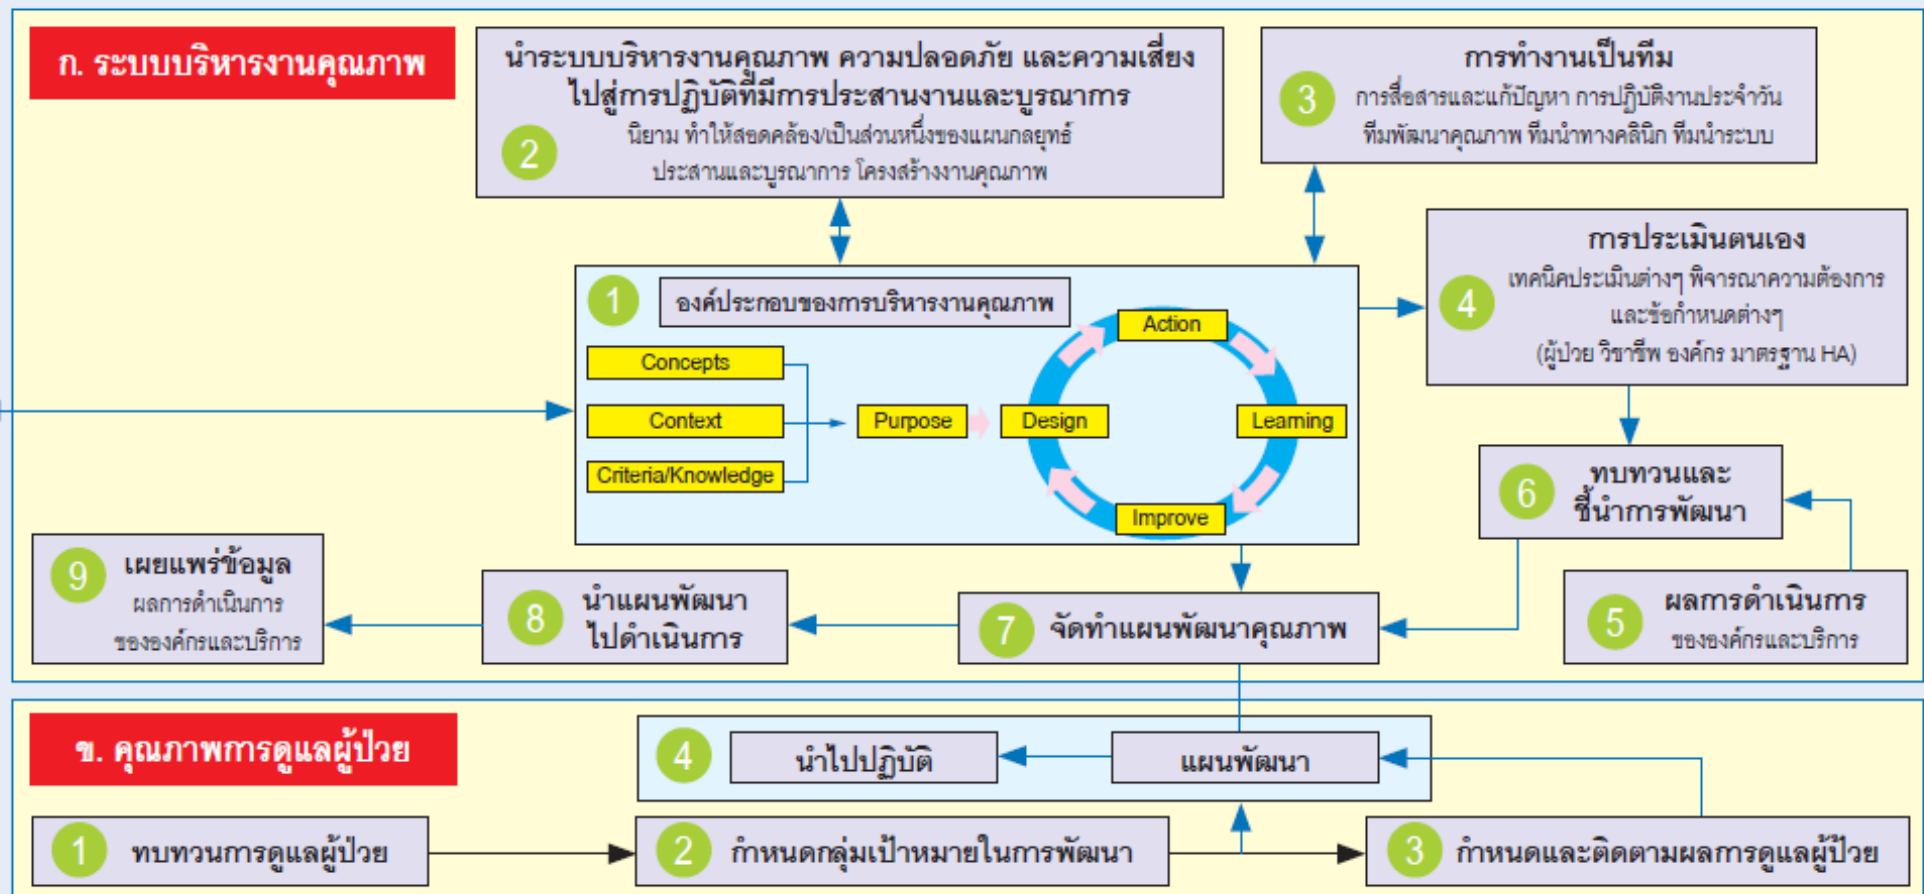 ก. ระบบบริหารงานคุณภาพ
นำระบบบริหารงานคุณภาพ ความปลอดภัย และความเสี่ยง
ไปสู่การปฏิบัติที่มีการประสานงานและบูรณาการ
2
นิยาม ทำให้สอดคล้อง/เป็นส่วนหนึ่งของแผนกลยุทธ์
ประสานและบูรณาการ โครงสร้างงานคุณภาพ
3
การทำงานเป็นทีม
การสื่อสารและแก้ปัญหา การปฏิบัติงานประจำวัน
ทีมพัฒนาคุณภาพ ทีมนำทางคลินิก ทีมนำระบบ
1
องค์ประกอบของการบริหารงานคุณภาพ
Concepts
Context
Criteria/Knowledge
Purpose
Design
Action
Learning
Improve
4
การประเมินตนเอง
เทคนิคประเมินต่างๆ พิจารณาความต้องการ
และข้อกำหนดต่างๆ
(ผู้ป่วย วิชาชีพ องค์กร มาตรฐาน HA)
6
ทบทวนและ
ชี้นำการพัฒนา
5
ผลการดำเนินการ
ขององค์กรและบริการ
7
จัดทำแผนพัฒนาคุณภาพ
8
นำแผนพัฒนา
ไปดำเนินการ
9
เผยแพร่ข้อมูล
ผลการดำเนินการ
ขององค์กรและบริการ
ข. คุณภาพการดูแลผู้ป่วย
4
นำไปปฏิบัติ
แผนพัฒนา
1
ทบทวนการดูแลผู้ป่วย
2
กำหนดกลุ่มเป้าหมายในการพัฒนา
3
กำหนดและติดตามผลการดูแลผู้ป่วย